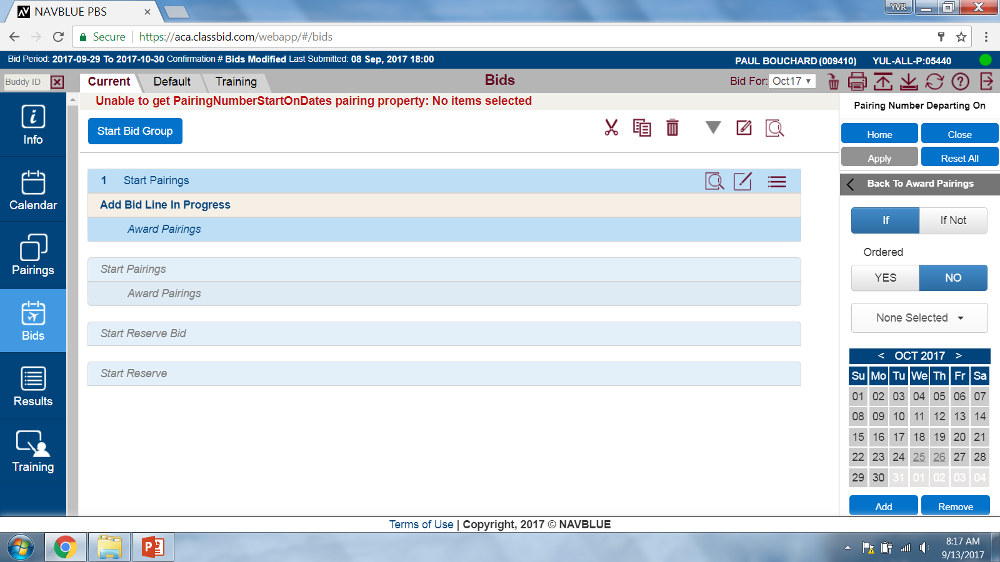 NAVBLUE PBS
YVR
Secure https://aca.classbid.com/webapp/#/bids
Bid Period: 2017-09-29 To 2017-10-30 Confirmation # Bids Modified Last Submitted: 08 Sep, 2017 18:00
PAUL BOUCHARD (009410) YUL-ALL-P:05440
Buddy ID
Current Default Training
Bids
Bid For: Oct17
Unable to get PairingNumberStartOnDates pairing property: No items selected
Info
Calendar
Pairings
Bids
Results
Training
Start Bid Group
1 Start Pairings
Add Bid Line In Progress
Award Pairings
Start Pairings
Award Pairings
Start Reserve Bid
Start Reserve
Pairing Number Departing On
Home Close
Apply Reset All
Back To Award Pairings
If If Not
Ordered
YES NO
None Selected
< OCT 2017 >
Su Mo Tu We Th Fr Sa
01 02 03 04 05 06 07
08 09 10 11 12 13 14
15 16 17 18 19 20 21
22 23 24 25 26 27 28
29 30 31 01 02 03 04
Add Remove
Terms of Use | Copyright, 2017 © NAVBLUE
8:17 AM
9/13/2017